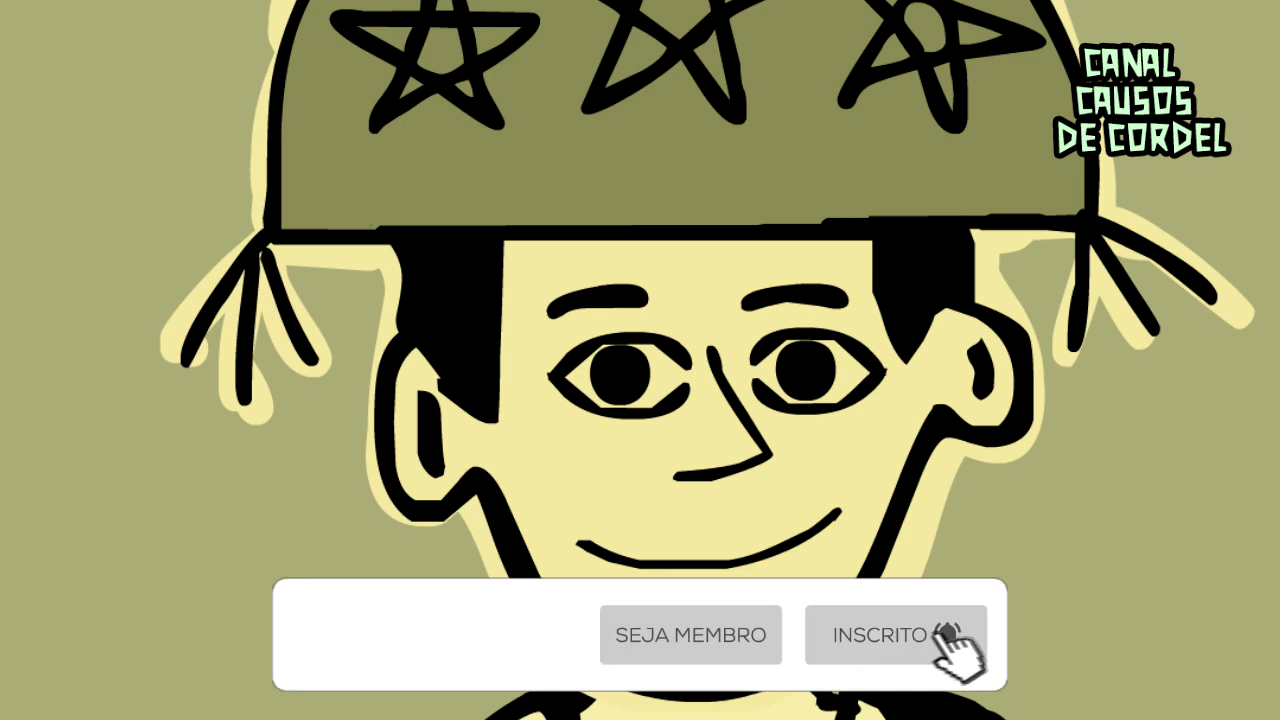 CANAL
CAUSOS
DE CORDEL
SEJA MEMBRO
INSCRITO